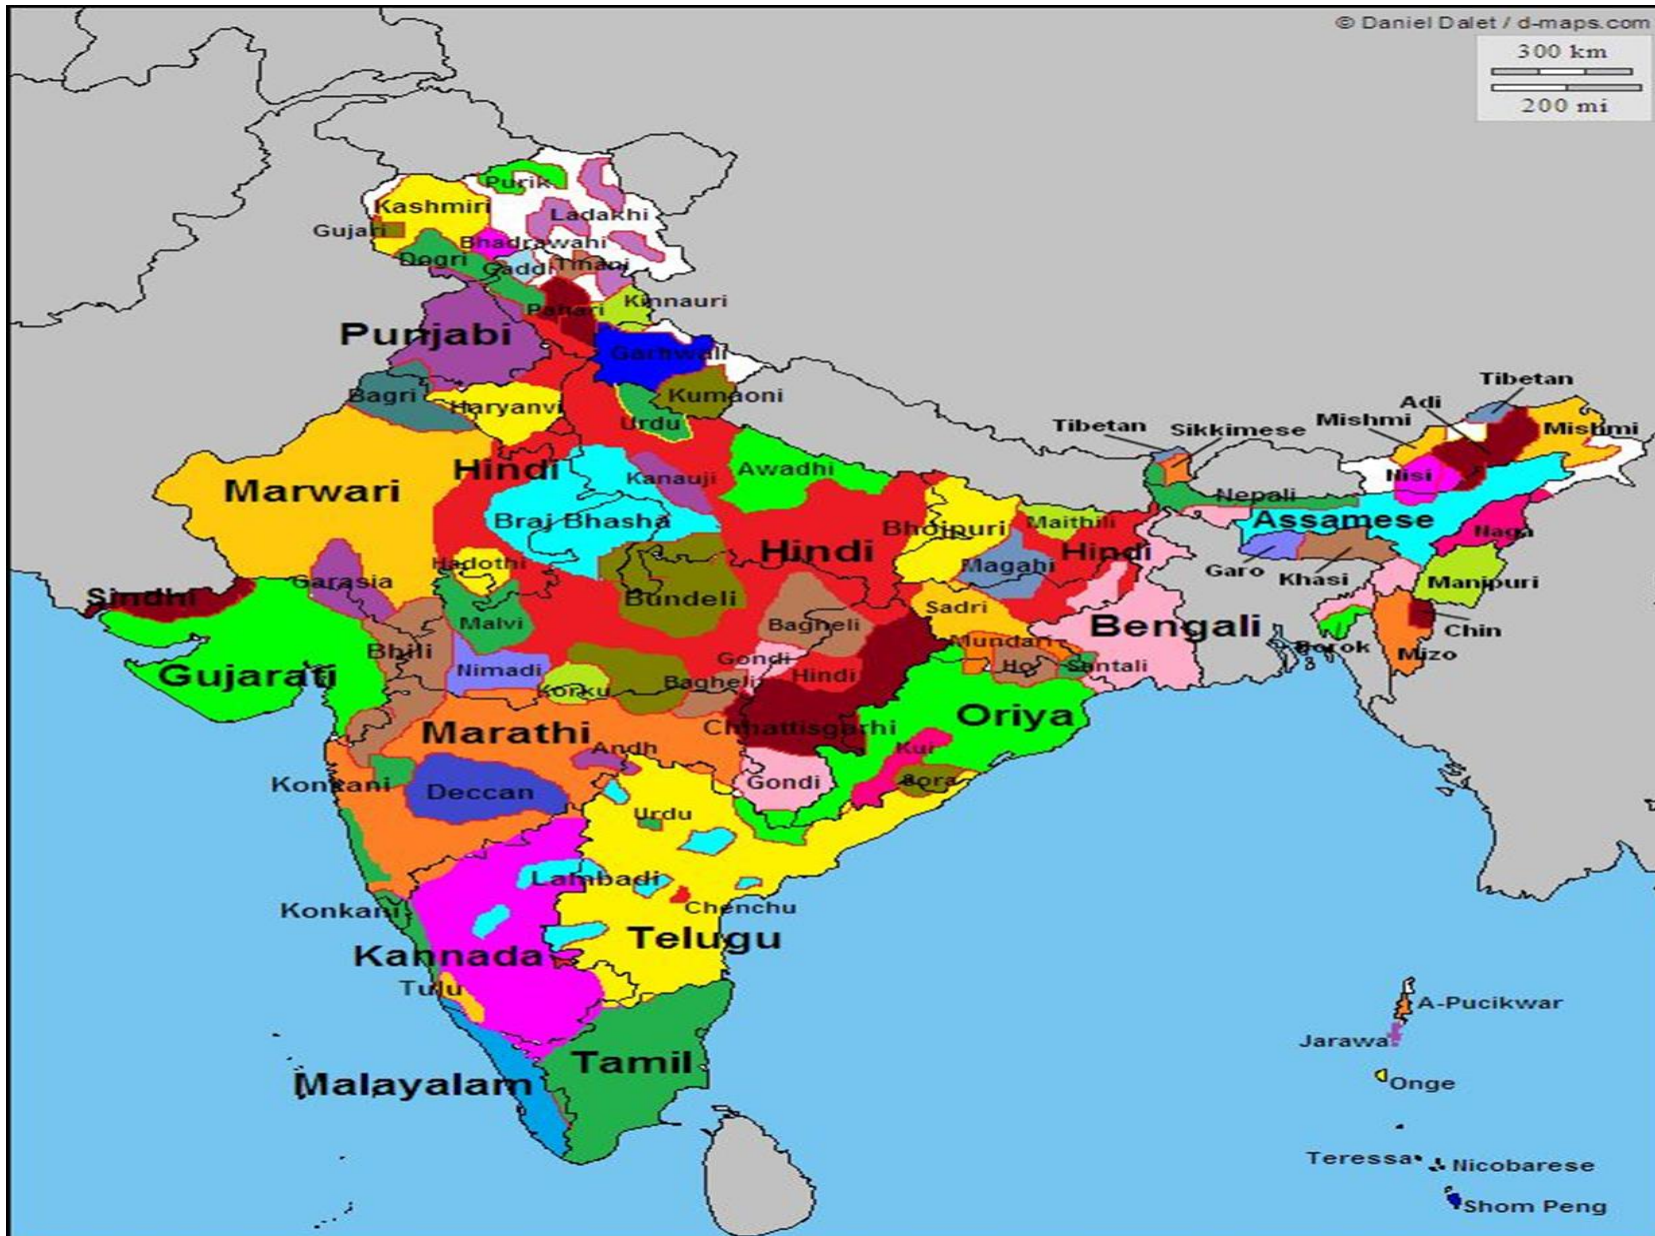 © Daniel Dalet / d-maps.com
300 km
200 mi
Purik
Kashmiri
Ladakhi
Gujari
Bhadrawahi
Dogri
Gaddi
Tinani
Kinnauri
Pahari
Punjabi
Garhwali
Bagri
Haryanvi
Kumaoni
Urdu
Tibetan
Adi
Mishmi
Mishmi
Tibetan
Sikkimese
Hindi
Kanauji
Awadhi
Marwari
Nisi
Nepali
Braj Bhasha
Bhojpuri
Maithili
Assamese
Naga
Hindi
Hindi
Hadothi
Magahi
Garo
Khasi
Manipuri
Garasia
Sindhi
Bundeli
Sadri
Malvi
Bagheli
Bengali
Chin
Bhili
Mundari
Borok
Mizo
Gujarati
Nimadi
Gondi
Hindi
Ho
Santali
Korku
Bagheli
Oriya
Marathi
Chhattisgarhi
Andh
Kui
Konkani
Deccan
Gondi
Sora
Urdu
Lambadi
Chenchu
Konkani
Telugu
Kannada
Tulu
A-Pucikwar
Jarawa
Tamil
Malayalam
Onge
Teressa
Nicobarese
Shom Peng